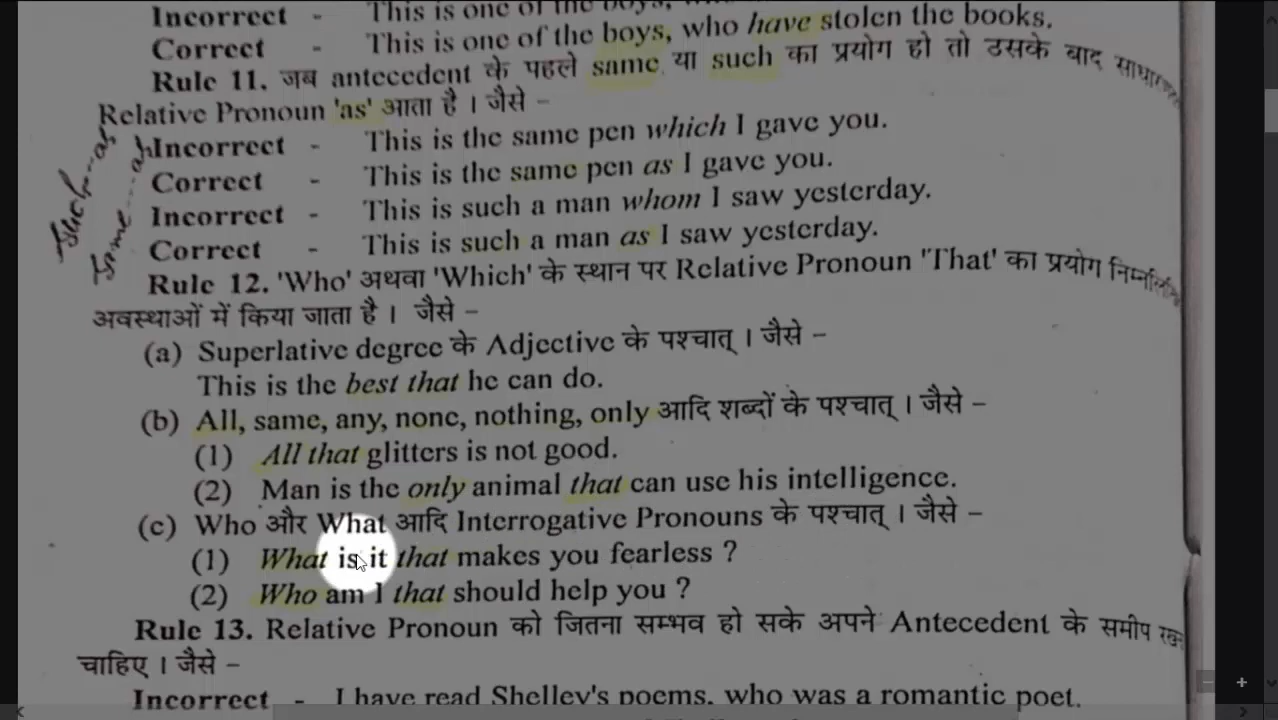 Incorrect - This is one of the boys,
Correct - This is one of the boys, who have stolen the books.
Rule 11. जब antecedent के पहले same या such का प्रयोग हो तो उसके बाद
Relative Pronoun 'as' आता है । जैसे –
Incorrect - This is the same pen which I gave you.
Correct - This is the same pen as I gave you.
Incorrect - This is such a man whom I saw yesterday.
Correct - This is such a man as I saw yesterday.
Such---as
Same---as
Rule 12. 'Who' अथवा 'Which' के स्थान पर Relative Pronoun 'That' का प्रयोग
अवस्थाओं में किया जाता है । जैसे –
(a) Superlative degree के Adjective के पश्चात् । जैसे –
This is the best that he can do.
(b) All, same, any, none, nothing, only आदि शब्दों के पश्चात् । जैसे –
(1) All that glitters is not good.
(2) Man is the only animal that can use his intelligence.
(c) Who और What आदि Interrogative Pronouns के पश्चात् । जैसे –
(1) What is it that makes you fearless ?
(2) Who am I that should help you ?
Rule 13. Relative Pronoun को जितना सम्भव हो सके अपने Antecedent के समीप
चाहिए । जैसे –
Incorrect - I have read Shelley's poems, who was a romantic poet.